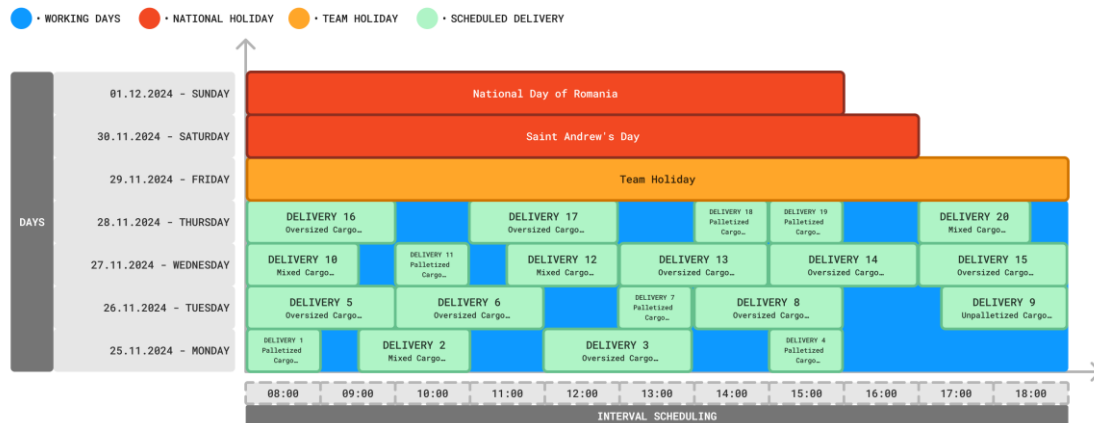 • WORKING DAYS • NATIONAL HOLIDAY • TEAM HOLIDAY • SCHEDULED DELIVERY
DAYS
01.12.2024 - SUNDAY
National Day of Romania
30.11.2024 - SATURDAY
Saint Andrew's Day
29.11.2024 - FRIDAY
Team Holiday
28.11.2024 - THURSDAY
DELIVERY 16
Oversized Cargo…
DELIVERY 17
Oversized Cargo…
DELIVERY 18
Palletized
Cargo…
DELIVERY 19
Palletized
Cargo…
DELIVERY 20
Mixed Cargo…
27.11.2024 - WEDNESDAY
DELIVERY 10
Mixed Cargo…
DELIVERY 11
Palletized
Cargo…
DELIVERY 12
Mixed Cargo…
DELIVERY 13
Oversized Cargo…
DELIVERY 14
Oversized Cargo…
DELIVERY 15
Oversized Cargo…
26.11.2024 - TUESDAY
DELIVERY 5
Oversized Cargo…
DELIVERY 6
Oversized Cargo…
DELIVERY 7
Palletized
Cargo…
DELIVERY 8
Oversized Cargo…
DELIVERY 9
Unpalletized Cargo…
25.11.2024 - MONDAY
DELIVERY 1
Palletized
Cargo…
DELIVERY 2
Mixed Cargo…
DELIVERY 3
Oversized Cargo…
DELIVERY 4
Palletized
Cargo…
08:00 09:00 10:00 11:00 12:00 13:00 14:00 15:00 16:00 17:00 18:00
INTERVAL SCHEDULING